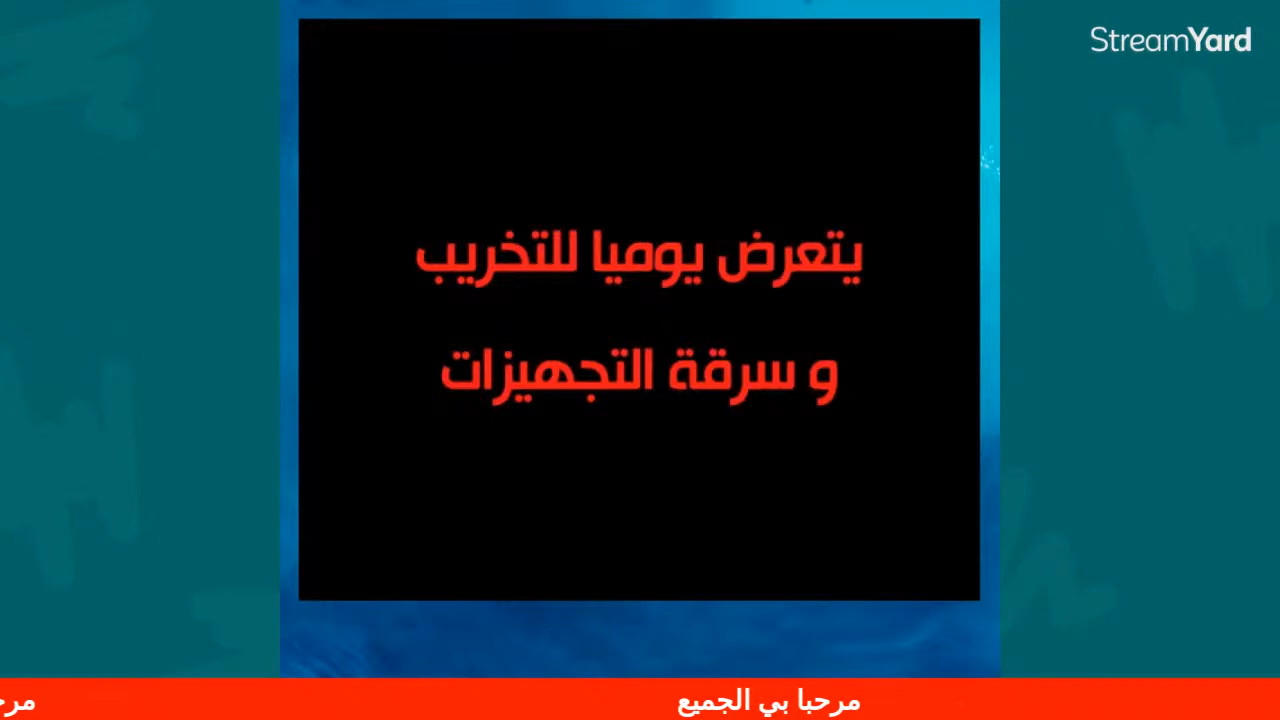 StreamYard
يتعرض يوميا للتخريب
و سرقة التجهيزات
مرحبا بي الجميع